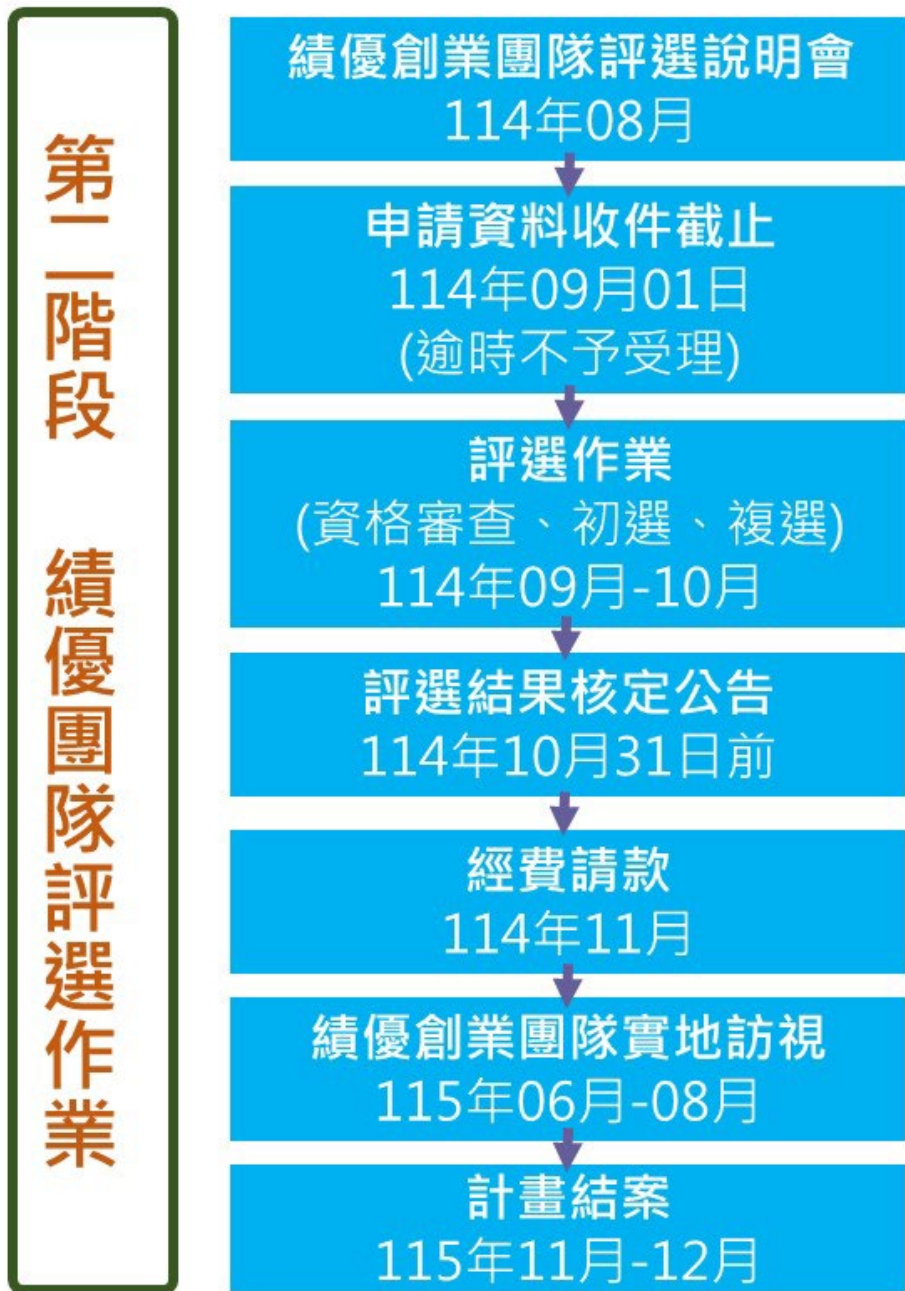 第二階段 績優團隊評選作業
績優創業團隊評選說明會
114年08月
申請資料收件截止
114年09月01日
(逾時不予受理)
評選作業
(資格審查、初選、複選)
114年09月-10月
評選結果核定公告
114年10月31日前
經費請款
114年11月
績優創業團隊實地訪視
115年06月-08月
計畫結案
115年11月-12月